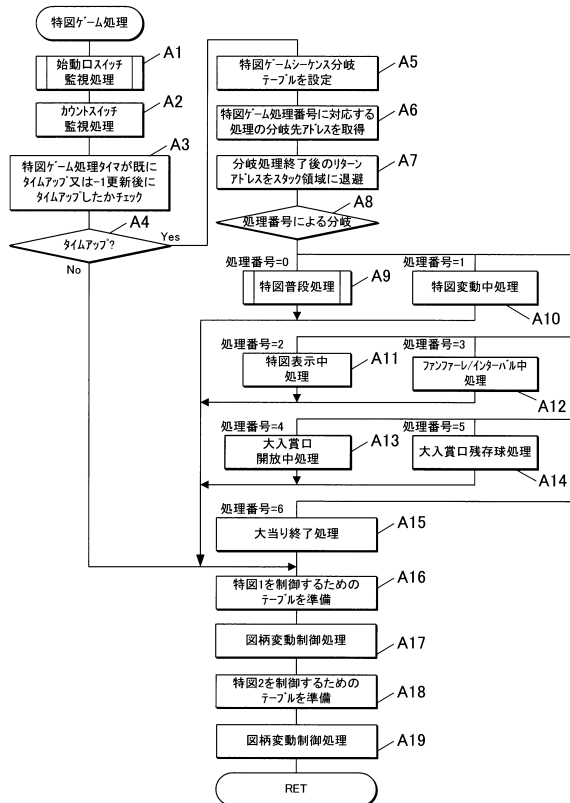 特図ゲーム処理
始動口スイッチ
監視処理
A1
カウントスイッチ
監視処理
A2
特図ゲーム処理タイマが既に
タイムアップ又は-1更新後に
タイムアップしたかチェック
A3
タイムアップ?
A4
Yes
No
特図ゲームシーケンス分岐
テーブルを設定
A5
特図ゲーム処理番号に対応する
処理の分岐先アドレスを取得
A6
分岐処理終了後のリターン
アドレスをスタック領域に退避
A7
処理番号による分岐
A8
処理番号=0
特図普段処理
A9
処理番号=1
特図変動中処理
A10
処理番号=2
特図表示中
処理
A11
処理番号=3
ファンファーレ/インターバル中
処理
A12
処理番号=4
大入賞口
開放中処理
A13
処理番号=5
大入賞口残存球処理
A14
処理番号=6
大当り終了処理
A15
特図1を制御するための
テーブルを準備
A16
図柄変動制御処理
A17
特図2を制御するための
テーブルを準備
A18
図柄変動制御処理
A19
RET